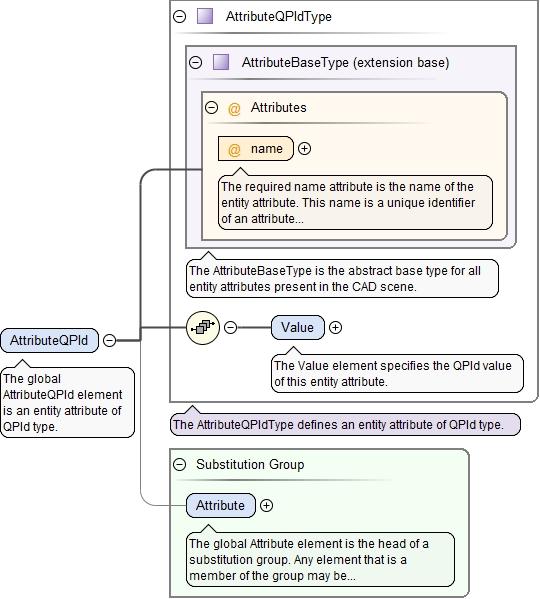 AttributeQPIdType
AttributeBaseType (extension base)
@ Attributes
@ name
The required name attribute is the name of the
entity attribute. This name is a unique identifier
of an attribute...
The AttributeBaseType is the abstract base type for all
entity attributes present in the CAD scene.
Value
The Value element specifies the QPId value
of this entity attribute.
AttributeQPId
The global
AttributeQPId element
is an entity attribute of
QPId type.
The AttributeQPIdType defines an entity attribute of QPId type.
Substitution Group
Attribute
The global Attribute element is the head of a
substitution group. Any element that is a
member of the group may be...